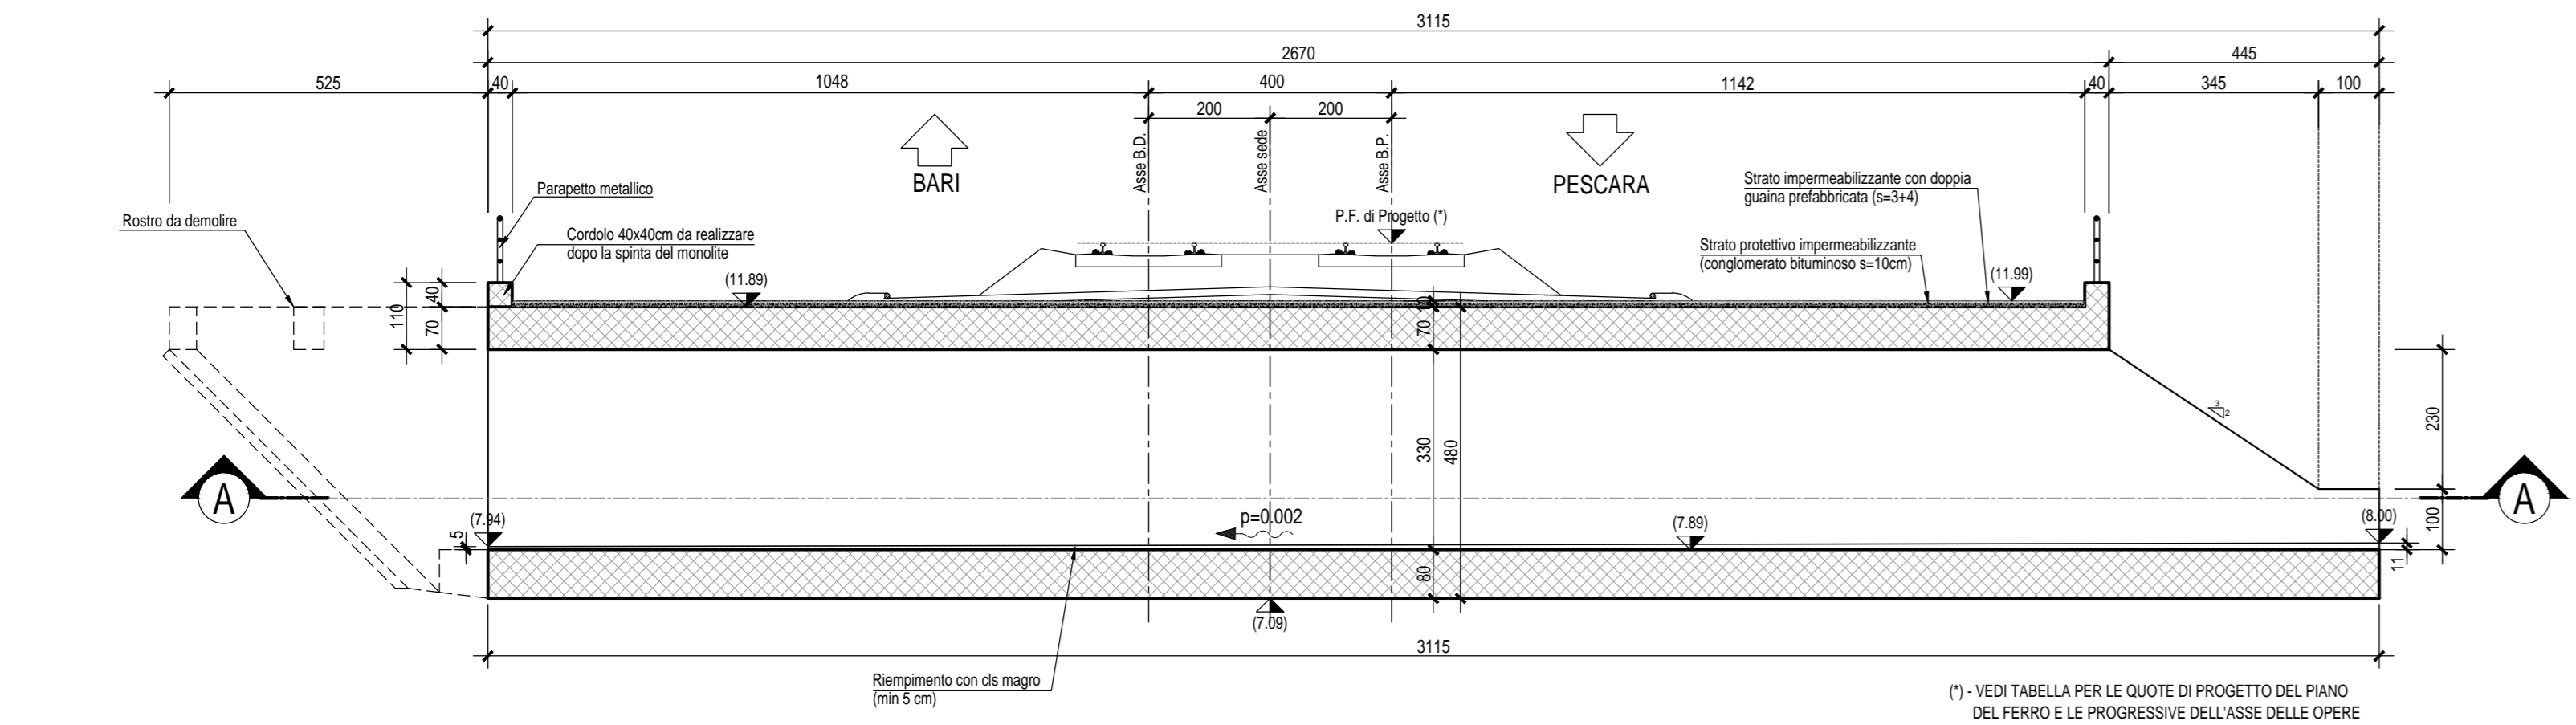 3115
2670
445
525
40
1048
400
1142
40
345
100
200
200
Asse B.D.
Asse sede
Asse B.P.
BARI
PESCARA
Parapetto metallico
Rostro da demolire
Cordolo 40x40cm da realizzare
dopo la spinta del monolite
P.F. di Progetto (*)
Strato impermeabilizzante con doppia
guaina prefabbricata (s=3+4)
Strato protettivo impermeabilizzante
(conglomerato bituminoso s=10cm)
(11.89)
(11.99)
110
40
70
10
70
330
480
80
3
2
230
100
11
A
A
(7.94)
5
p=0.002
(7.89)
(8.00)
(7.09)
3115
Riempimento con cls magro
(min 5 cm)
(*) - VEDI TABELLA PER LE QUOTE DI PROGETTO DEL PIANO
DEL FERRO E LE PROGRESSIVE DELL'ASSE DELLE OPERE